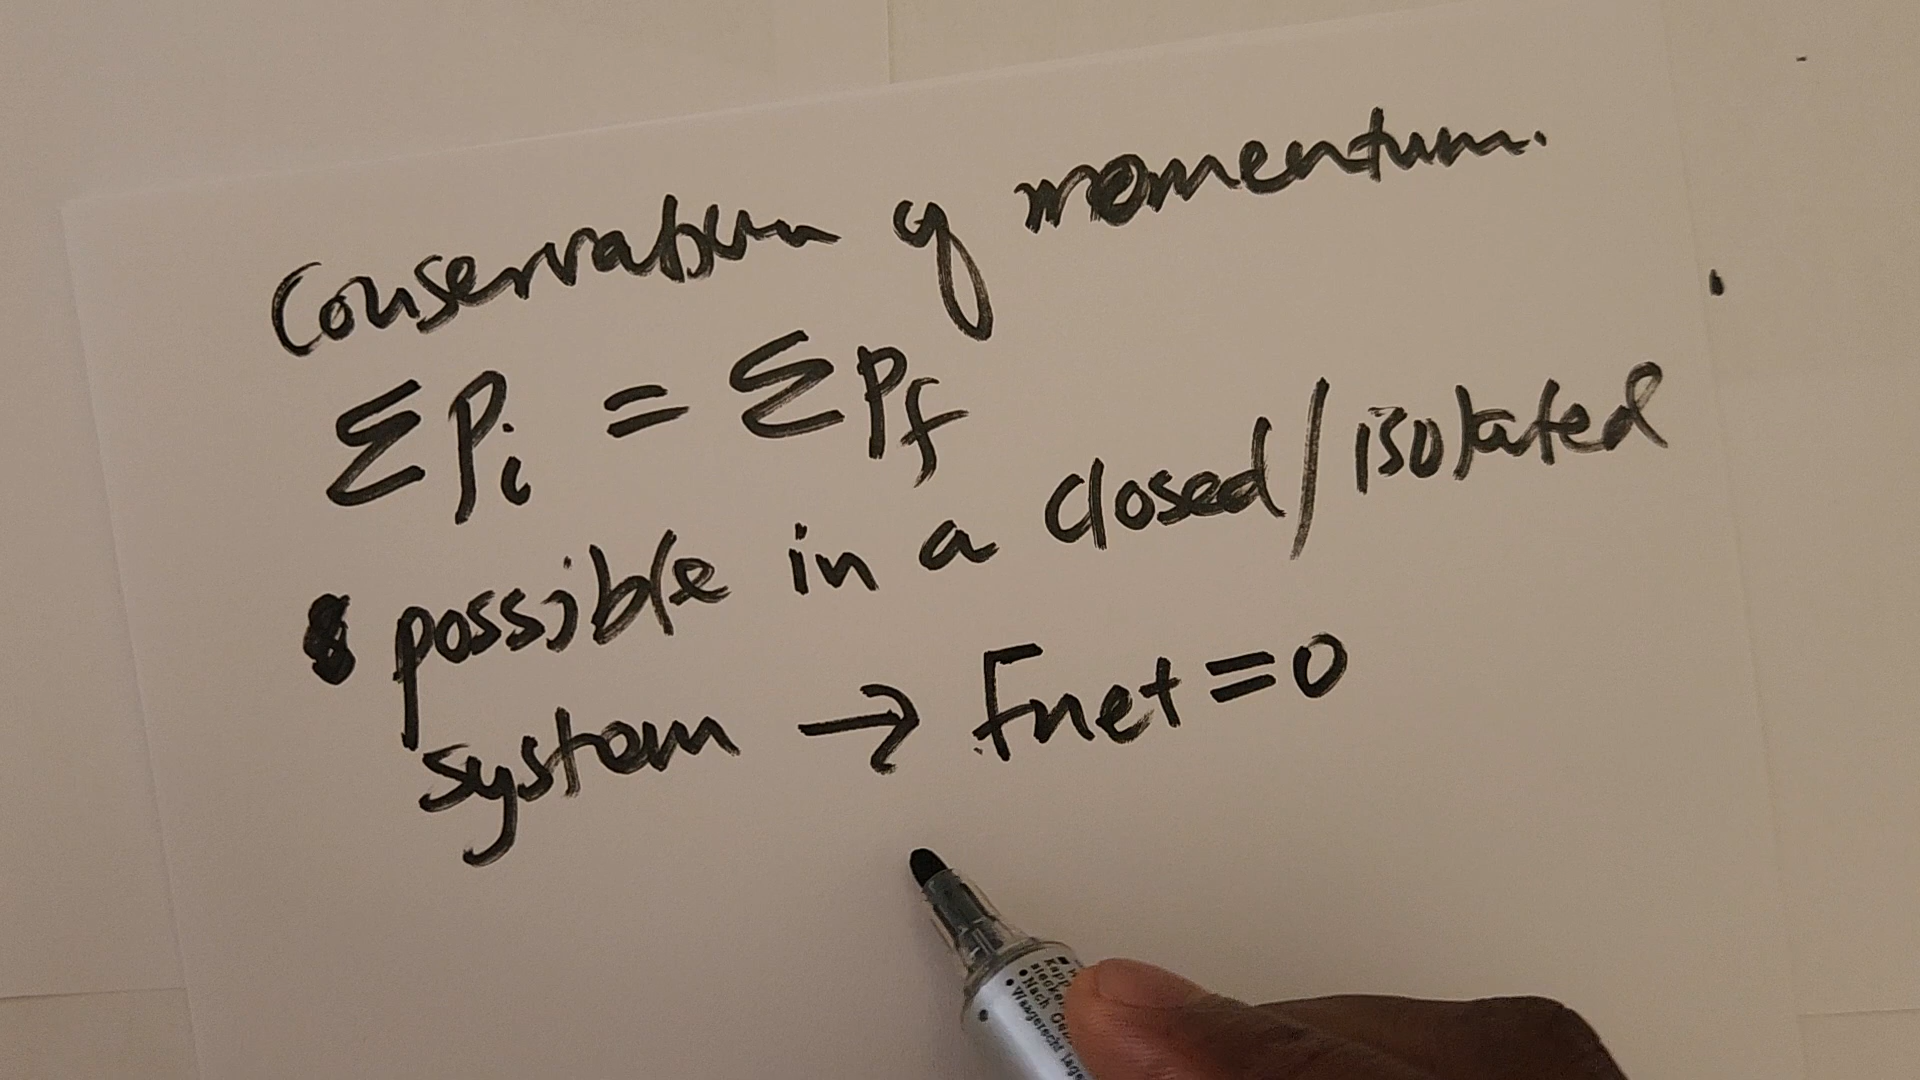 Conservation of momentum.
ΣPi = ΣPf
possible in a closed/isolated
system → Fnet=0